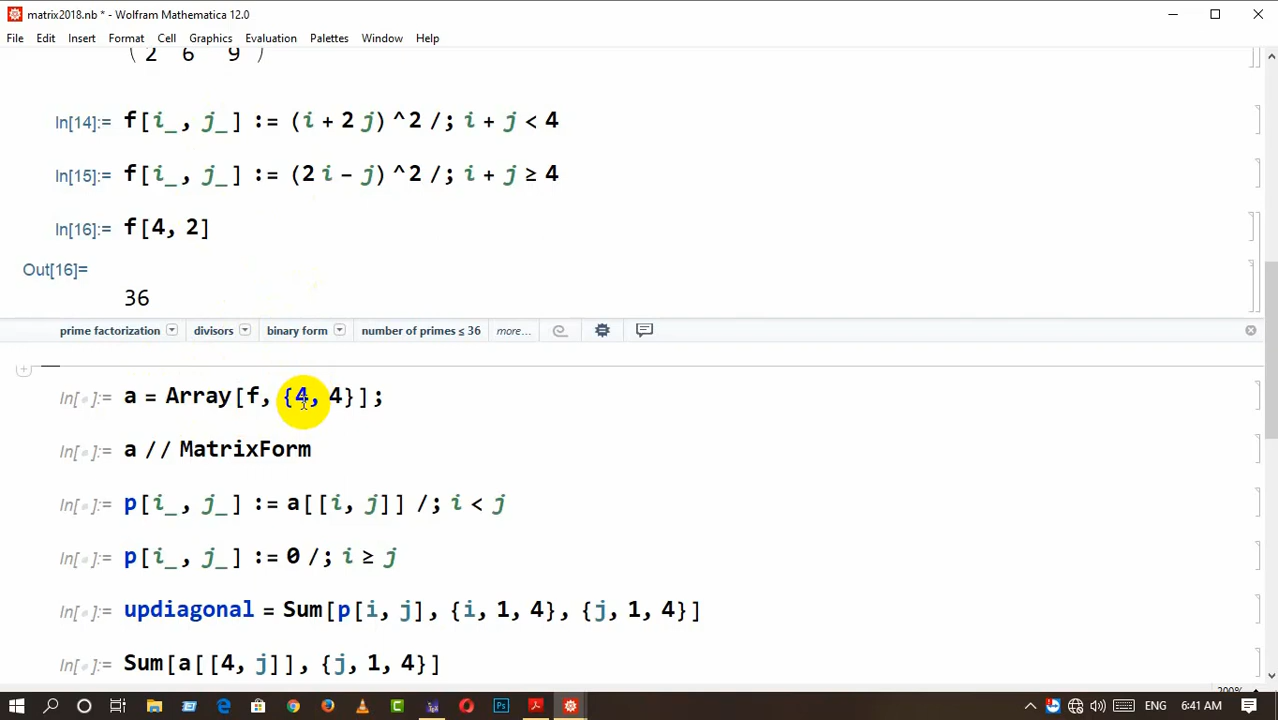 matrix2018.nb * - Wolfram Mathematica 12.0
File Edit Insert Format Cell Graphics Evaluation Palettes Window Help
( 2 6 9 )
In[14]:= f[i_, j_] := (i + 2 j)^2 /; i + j < 4
In[15]:= f[i_, j_] := (2 i - j)^2 /; i + j ≥ 4
In[16]:= f[4, 2]
Out[16]=
36
prime factorization divisors binary form number of primes ≤ 36 more...
In[ ]:= a = Array[f, {4, 4}];
In[ ]:= a // MatrixForm
In[ ]:= p[i_, j_] := a[[i, j]] /; i < j
In[ ]:= p[i_, j_] := 0 /; i ≥ j
In[ ]:= updiagonal = Sum[p[i, j], {i, 1, 4}, {j, 1, 4}]
In[ ]:= Sum[a[[4, j]], {j, 1, 4}]
200%
ENG 6:41 AM